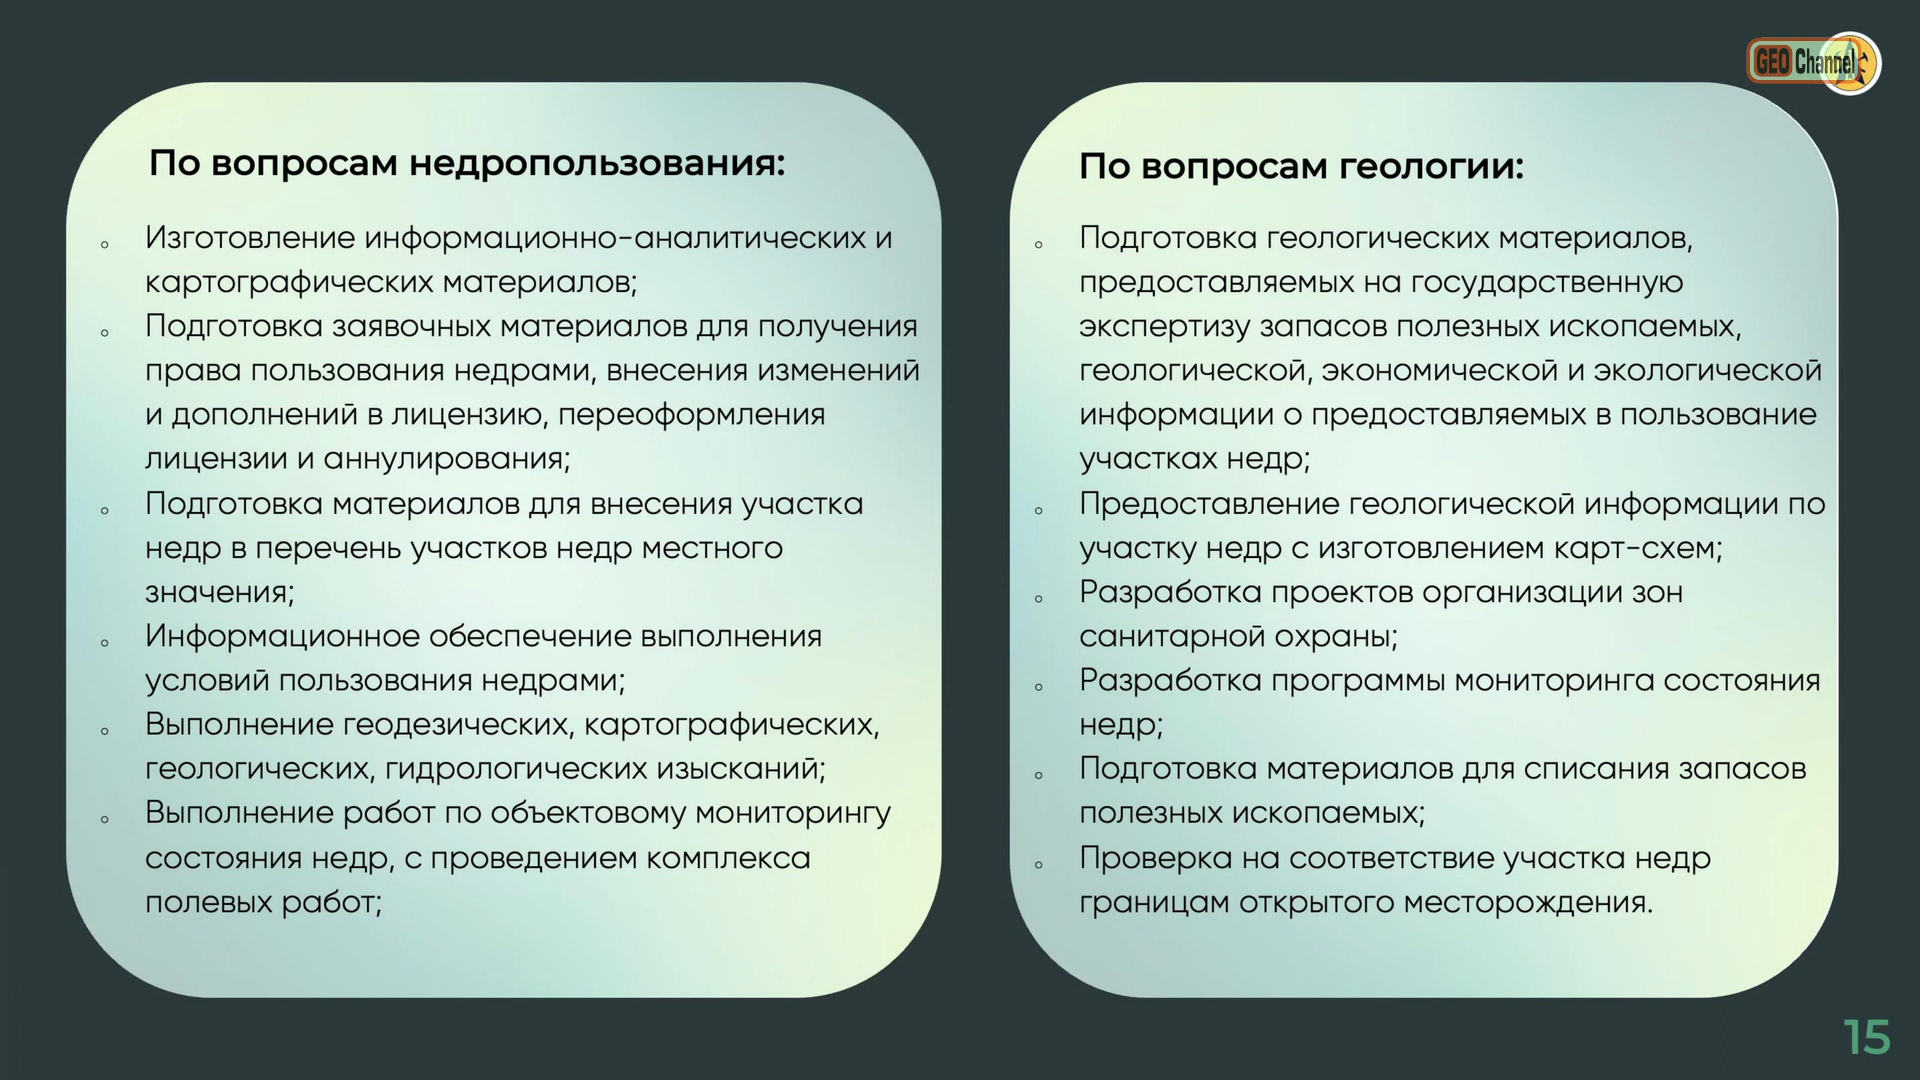 GEO Channel
По вопросам недропользования:
Изготовление информационно-аналитических и
картографических материалов;
Подготовка заявочных материалов для получения
права пользования недрами, внесения изменений
и дополнений в лицензию, переоформления
лицензии и аннулирования;
Подготовка материалов для внесения участка
недр в перечень участков недр местного
значения;
Информационное обеспечение выполнения
условий пользования недрами;
Выполнение геодезических, картографических,
геологических, гидрологических изысканий;
Выполнение работ по объектовому мониторингу
состояния недр, с проведением комплекса
полевых работ;
По вопросам геологии:
Подготовка геологических материалов,
предоставляемых на государственную
экспертизу запасов полезных ископаемых,
геологической, экономической и экологической
информации о предоставляемых в пользование
участках недр;
Предоставление геологической информации по
участку недр с изготовлением карт-схем;
Разработка проектов организации зон
санитарной охраны;
Разработка программы мониторинга состояния
недр;
Подготовка материалов для списания запасов
полезных ископаемых;
Проверка на соответствие участка недр
границам открытого месторождения.
15